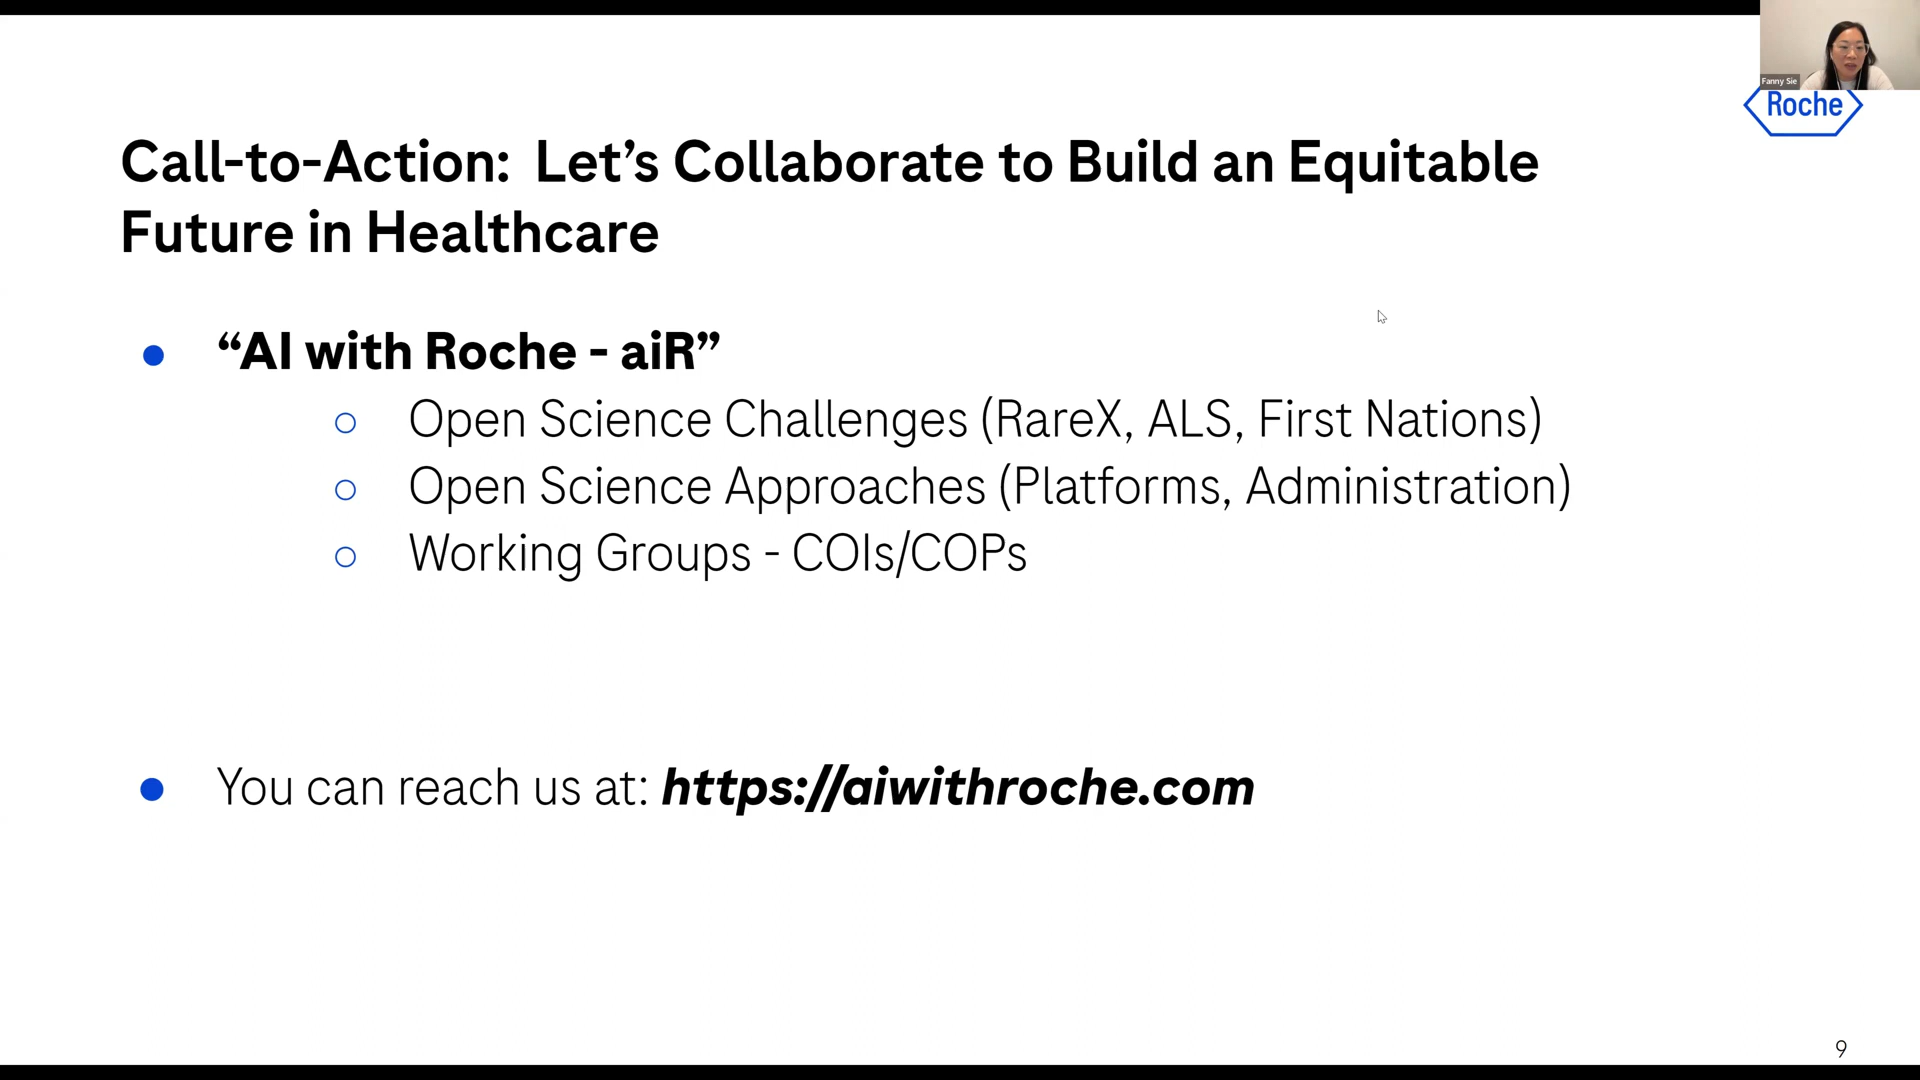 Fanny Sie
Roche
Call-to-Action:  Let’s Collaborate to Build an Equitable
Future in Healthcare
● “AI with Roche - aiR”
○ Open Science Challenges (RareX, ALS, First Nations)
○ Open Science Approaches (Platforms, Administration)
○ Working Groups - COIs/COPs
● You can reach us at: https://aiwithroche.com
9